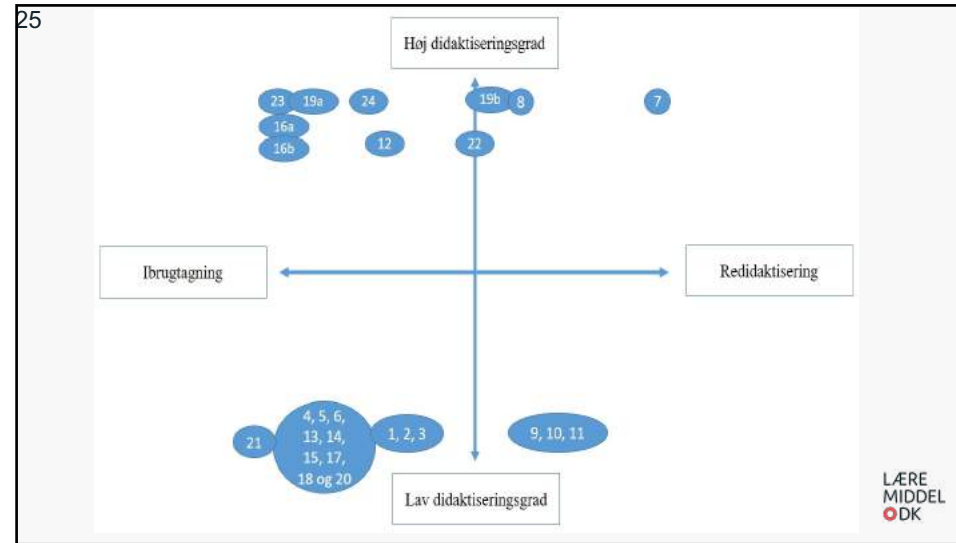 25
Høj didaktiseringsgrad
23 19a 24 19b 8 7
16a
16b 12 22
Ibrugtagning
Redidaktisering
4, 5, 6,
13, 14,
15, 17,
18 og 20
21
1, 2, 3
9, 10, 11
Lav didaktiseringsgrad
LÆRE
MIDDEL
DK